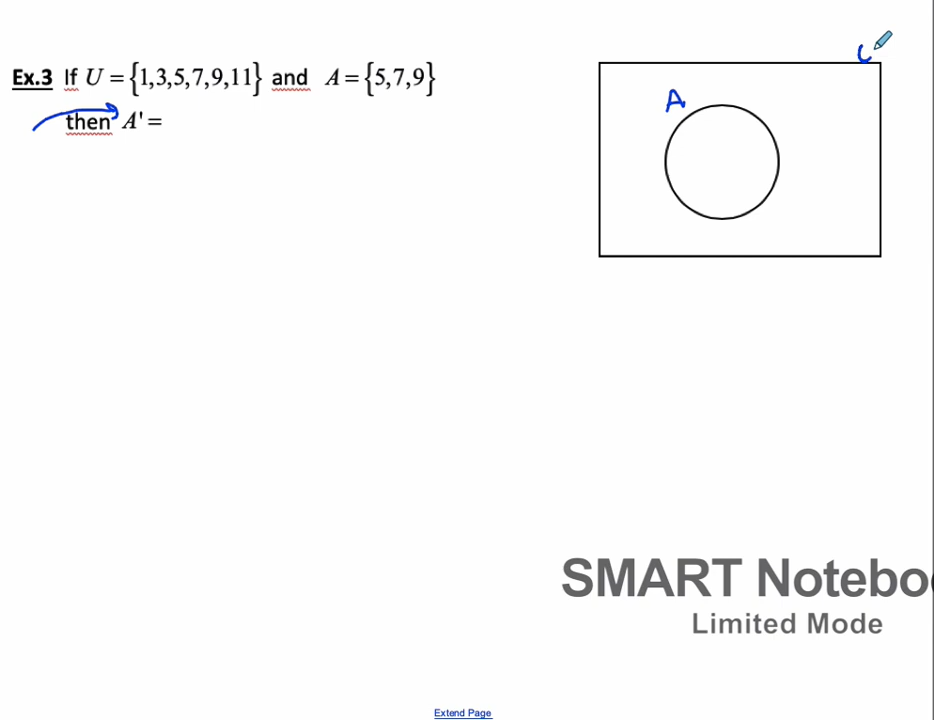 Ex.3 If U = {1,3,5,7,9,11} and A = {5,7,9}
then A' =
A
SMART Notebo
Limited Mode
Extend Page